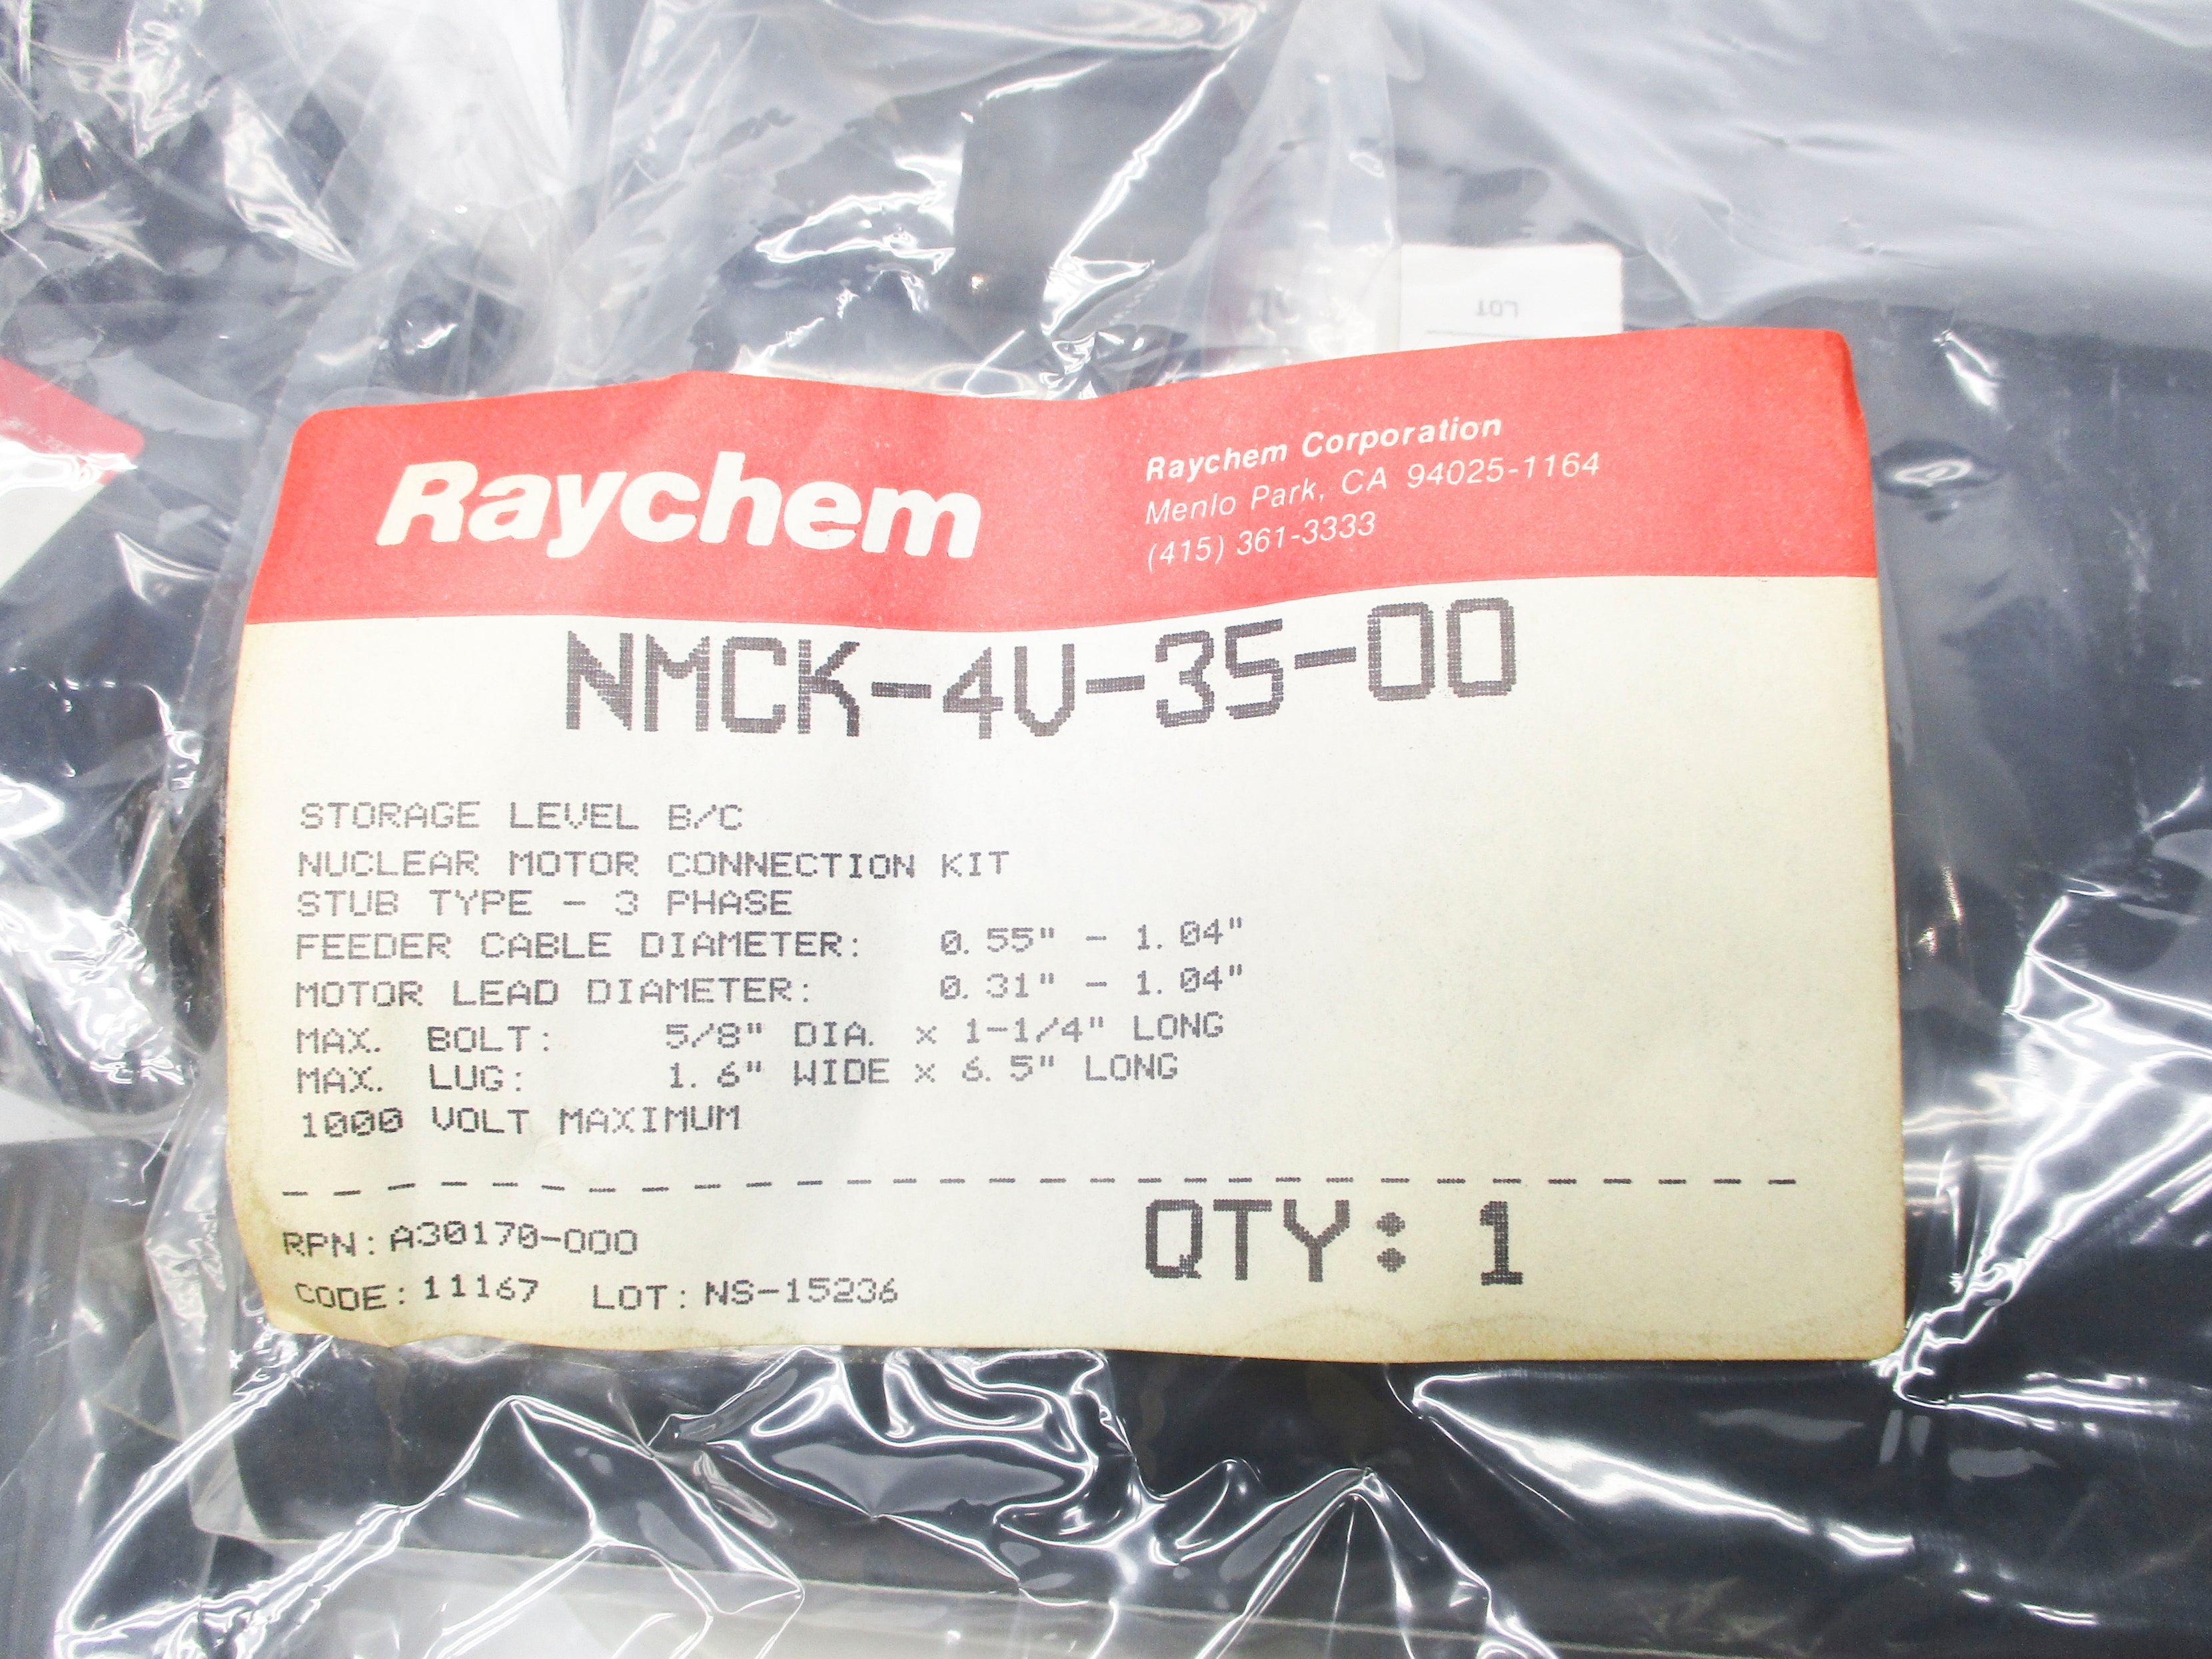 LOT
Raychem
Raychem Corporation
Menlo Park, CA 94025-1164
(415) 361-3333
NMCK-4V-35-00
STORAGE LEVEL B/C
NUCLEAR MOTOR CONNECTION KIT
STUB TYPE - 3 PHASE
FEEDER CABLE DIAMETER: 0.55" - 1.04"
MOTOR LEAD DIAMETER: 0.31" - 1.04"
MAX. BOLT: 5/8" DIA. x 1-1/4" LONG
MAX. LUG: 1.6" WIDE x 6.5" LONG
1000 VOLT MAXIMUM
QTY: 1
RPN: A30170-000
CODE: 11167 LOT: NS-15236